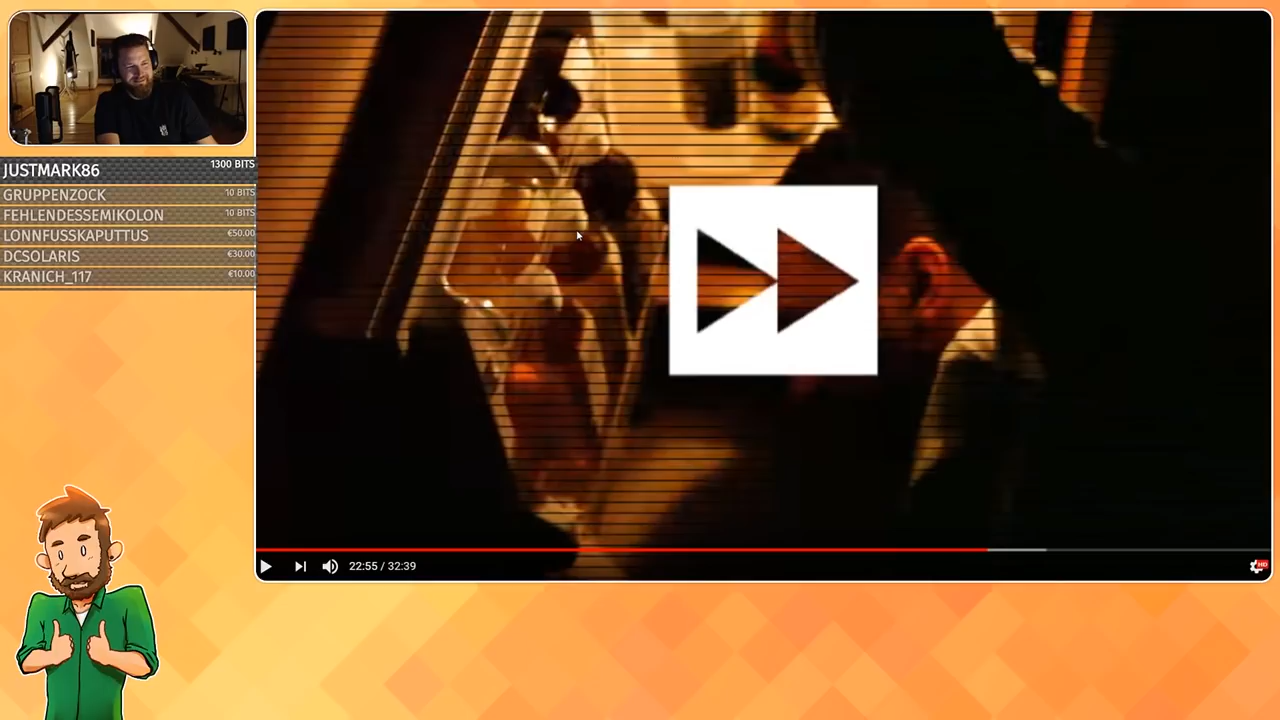 JUSTMARK86 1300 BITS
GRUPPENZOCK 10 BITS
FEHLENDESSEMIKOLON 10 BITS
LONNFUSSKAPUTTUS €50.00
DCSOLARIS €30.00
KRANICH_117 €10.00
22:55 / 32:39
HD